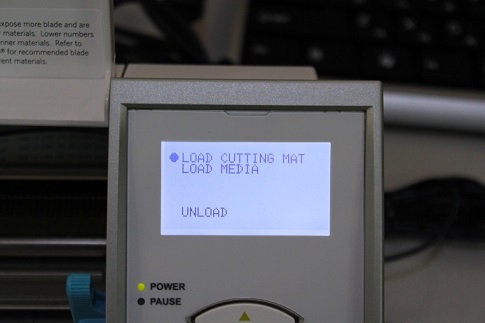 expose more blade and are
materials. Lower numbers
nner materials. Refer to
for recommended blade
rent materials.
LOAD CUTTING MAT
LOAD MEDIA
UNLOAD
POWER
PAUSE